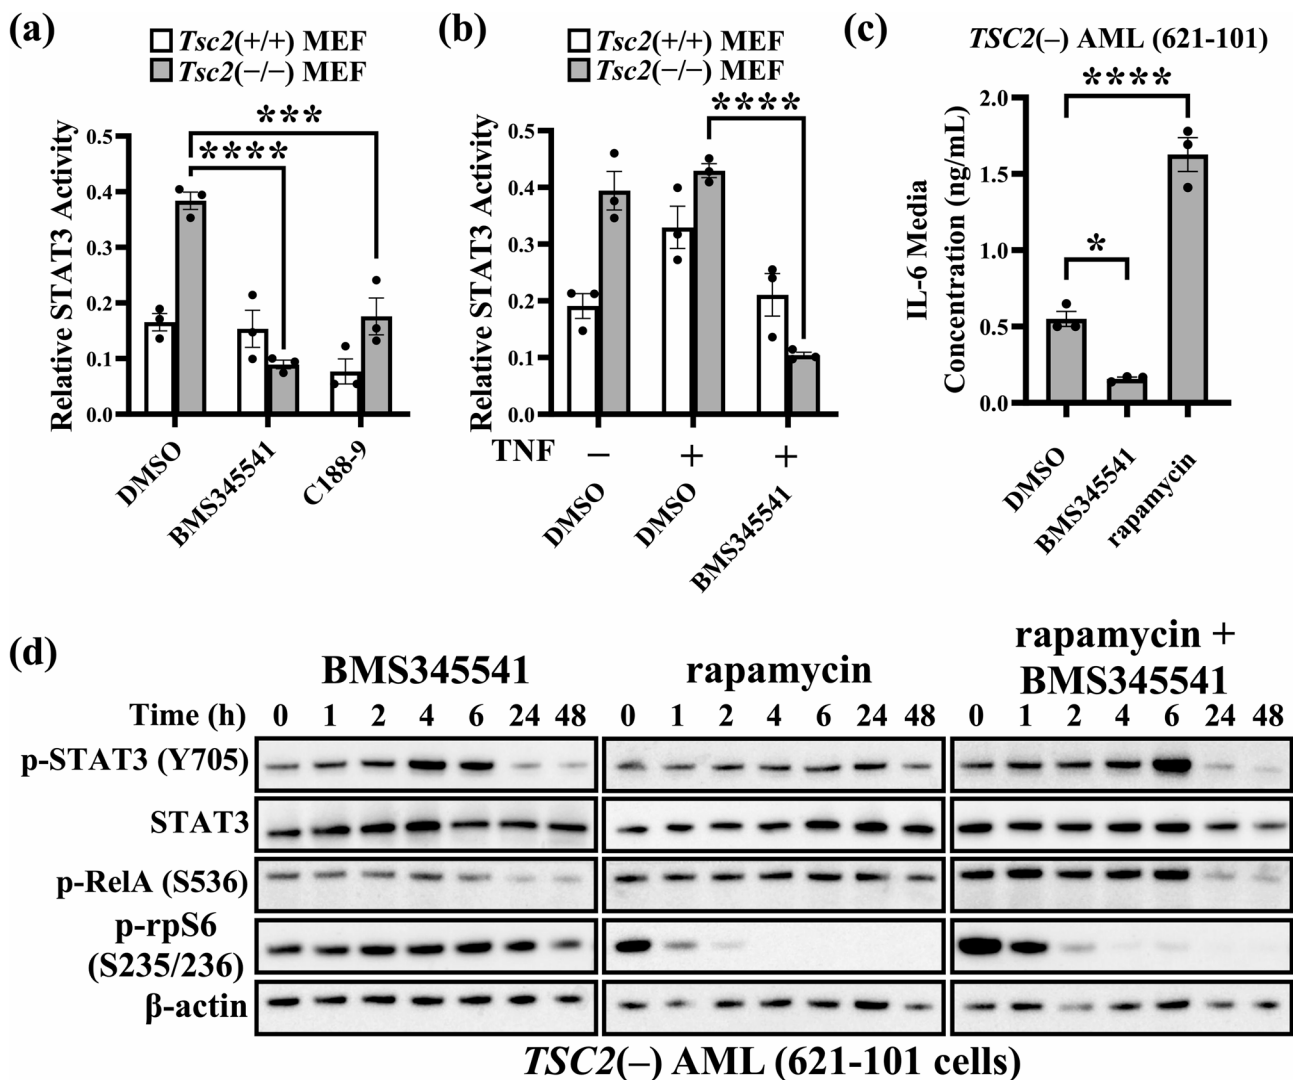 (a)
Tsc2(+/+) MEF
Tsc2(−/−) MEF
***
****
Relative STAT3 Activity
0.5
0.4
0.3
0.2
0.1
0.0
DMSO
BMS345541
C188-9
(b)
Tsc2(+/+) MEF
Tsc2(−/−) MEF
****
Relative STAT3 Activity
0.5
0.4
0.3
0.2
0.1
0.0
TNF − + +
DMSO
DMSO
BMS345541
(c)
TSC2(−) AML (621-101)
****
*
IL-6 Media
Concentration (ng/mL)
2.0
1.5
1.0
0.5
0.0
DMSO
BMS345541
rapamycin
(d)
BMS345541
rapamycin
rapamycin +
BMS345541
Time (h) 0 1 2 4 6 24 48 0 1 2 4 6 24 48 0 1 2 4 6 24 48
p-STAT3 (Y705)
STAT3
p-RelA (S536)
p-rpS6
(S235/236)
β-actin
TSC2(−) AML (621-101 cells)